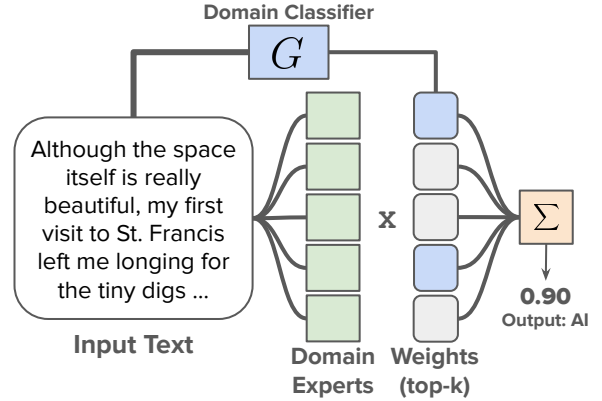 Domain Classifier
G
Although the space
itself is really
beautiful, my first
visit to St. Francis
left me longing for
the tiny digs ...
Input Text
x
Σ
0.90
Output: AI
Domain
Experts
Weights
(top-k)